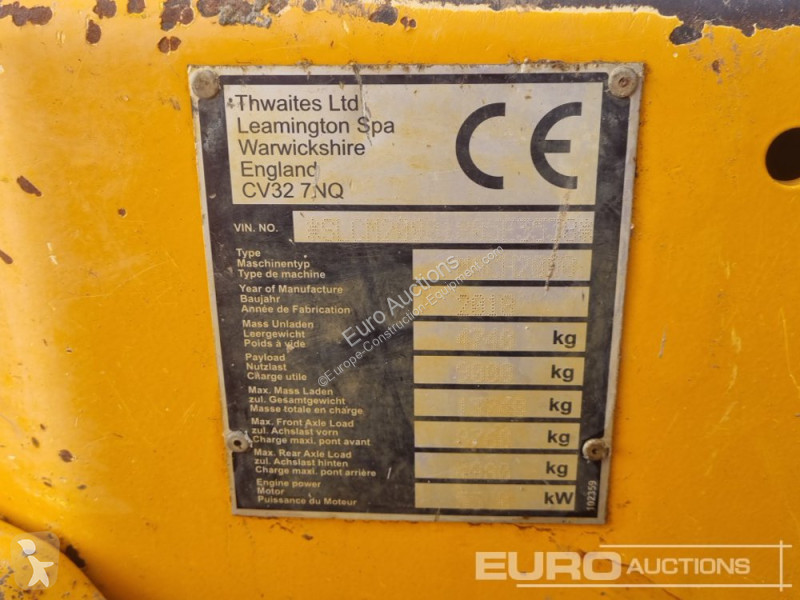 Thwaites Ltd
Leamington Spa
Warwickshire
England
CV32 7NQ
CE
VIN. NO.
Type
Maschinentyp
Type de machine
Year of Manufacture
Baujahr
Année de Fabrication
2018
Mass Unladen
Leergewicht
Poids à vide
kg
Payload
Nutzlast
Charge utile
kg
Max. Mass Laden
zul. Gesamtgewicht
Masse totale en charge
kg
Max. Front Axle Load
zul. Achslast vorn
Charge maxi. pont avant
kg
Max. Rear Axle Load
zul. Achslast hinten
Charge maxi. pont arrière
kg
Engine power
Motor
Puissance du Moteur
kW
102359
Euro Auctions
©Europe-Construction-Equipment.com
EURO AUCTIONS